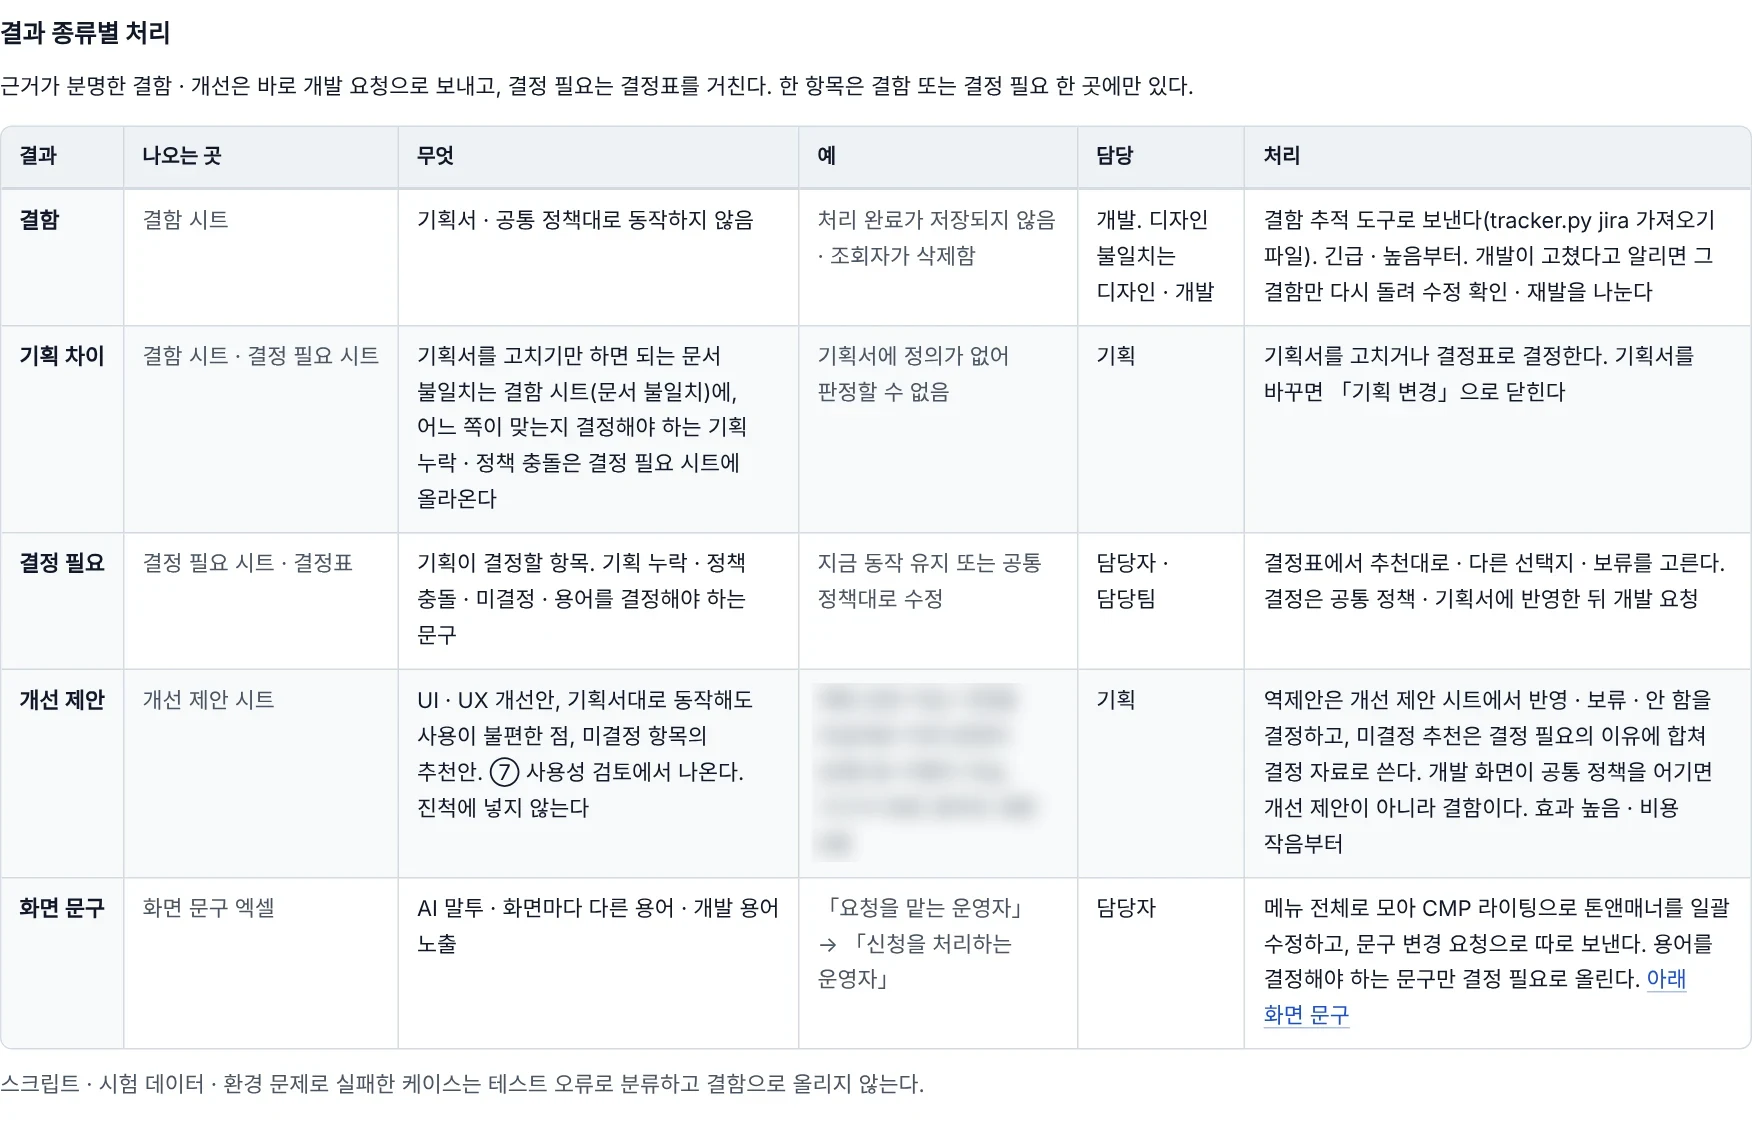 결과 종류별 처리
근거가 분명한 결함 · 개선은 바로 개발 요청으로 보내고, 결정 필요는 결정표를 거친다. 한 항목은 결함 또는 결정 필요 한 곳에만 있다.
결과
나오는 곳
무엇
예
담당
처리
결함
결함 시트
기획서 · 공통 정책대로 동작하지 않음
처리 완료가 저장되지 않음
· 조회자가 삭제함
개발. 디자인
불일치는
디자인 · 개발
결함 추적 도구로 보낸다(tracker.py jira 가져오기
파일). 긴급 · 높음부터. 개발이 고쳤다고 알리면 그
결함만 다시 돌려 수정 확인 · 재발을 나눈다
기획 차이
결함 시트 · 결정 필요 시트
기획서를 고치기만 하면 되는 문서
불일치는 결함 시트(문서 불일치)에,
어느 쪽이 맞는지 결정해야 하는 기획
누락 · 정책 충돌은 결정 필요 시트에
올라온다
기획서에 정의가 없어
판정할 수 없음
기획
기획서를 고치거나 결정표로 결정한다. 기획서를
바꾸면 「기획 변경」으로 닫힌다
결정 필요
결정 필요 시트 · 결정표
기획이 결정할 항목. 기획 누락 · 정책
충돌 · 미결정 · 용어를 결정해야 하는
문구
지금 동작 유지 또는 공통
정책대로 수정
담당자 ·
담당팀
결정표에서 추천대로 · 다른 선택지 · 보류를 고른다.
결정은 공통 정책 · 기획서에 반영한 뒤 개발 요청
개선 제안
개선 제안 시트
UI · UX 개선안, 기획서대로 동작해도
사용이 불편한 점, 미결정 항목의
추천안. ⑦ 사용성 검토에서 나온다.
진척에 넣지 않는다
기획
역제안은 개선 제안 시트에서 반영 · 보류 · 안 함을
결정하고, 미결정 추천은 결정 필요의 이유에 합쳐
결정 자료로 쓴다. 개발 화면이 공통 정책을 어기면
개선 제안이 아니라 결함이다. 효과 높음 · 비용
작음부터
화면 문구
화면 문구 엑셀
AI 말투 · 화면마다 다른 용어 · 개발 용어
노출
「요청을 맡는 운영자」
→ 「신청을 처리하는
운영자」
담당자
메뉴 전체로 모아 CMP 라이팅으로 톤앤매너를 일괄
수정하고, 문구 변경 요청으로 따로 보낸다. 용어를
결정해야 하는 문구만 결정 필요로 올린다. 아래
화면 문구
스크립트 · 시험 데이터 · 환경 문제로 실패한 케이스는 테스트 오류로 분류하고 결함으로 올리지 않는다.